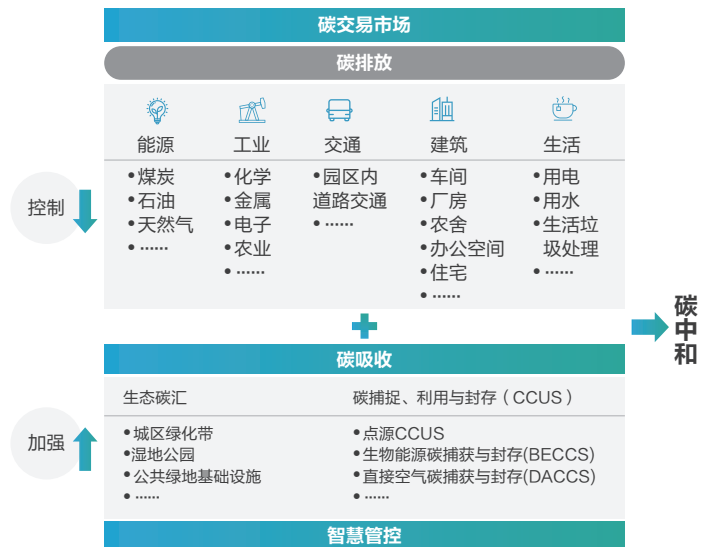 碳交易市场
碳排放
能源
•煤炭
•石油
•天然气
•······
工业
•化学
•金属
•电子
•农业
•······
交通
•园区内
道路交通
•······
建筑
•车间
•厂房
•农舍
•办公空间
•住宅
•······
生活
•用电
•用水
•生活垃
圾处理
•······
控制
碳吸收
生态碳汇
•城区绿化带
•湿地公园
•公共绿地基础设施
•······
碳捕捉、利用与封存（CCUS）
•点源CCUS
•生物能源碳捕获与封存(BECCS)
•直接空气碳捕获与封存(DACCS)
•······
加强
智慧管控
碳中和